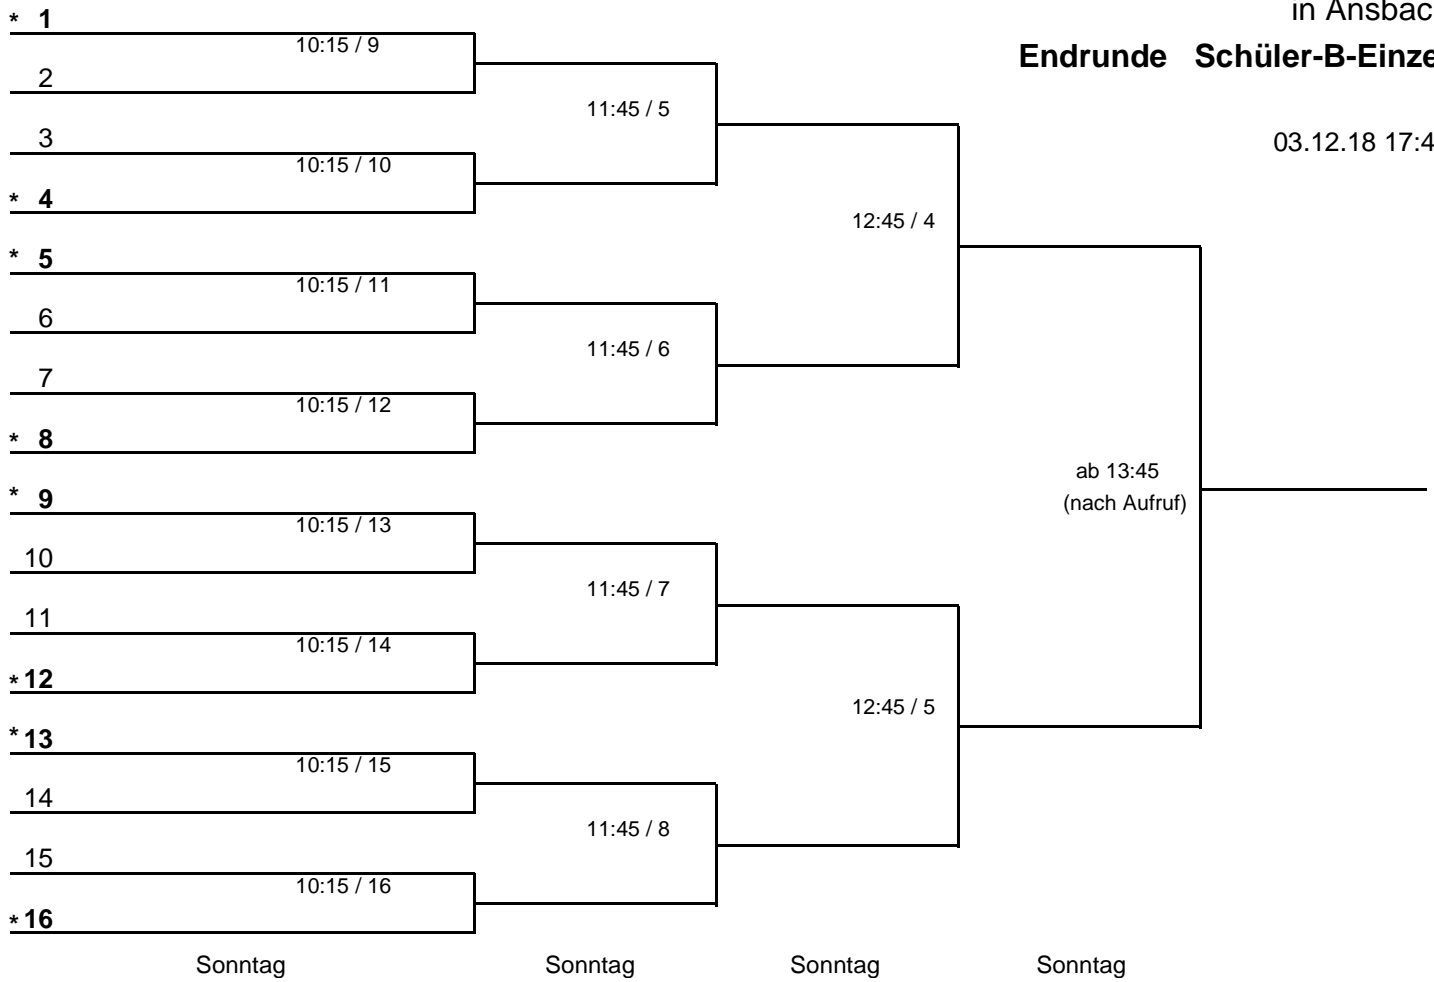 in Ansbac
Endrunde Schüler-B-Einze
03.12.18 17:4
* 1
10:15 / 9
2
11:45 / 5
3
10:15 / 10
* 4
12:45 / 4
* 5
10:15 / 11
6
11:45 / 6
7
10:15 / 12
* 8
ab 13:45
(nach Aufruf)
* 9
10:15 / 13
10
11:45 / 7
11
10:15 / 14
* 12
12:45 / 5
* 13
10:15 / 15
14
11:45 / 8
15
10:15 / 16
* 16
Sonntag Sonntag Sonntag Sonntag